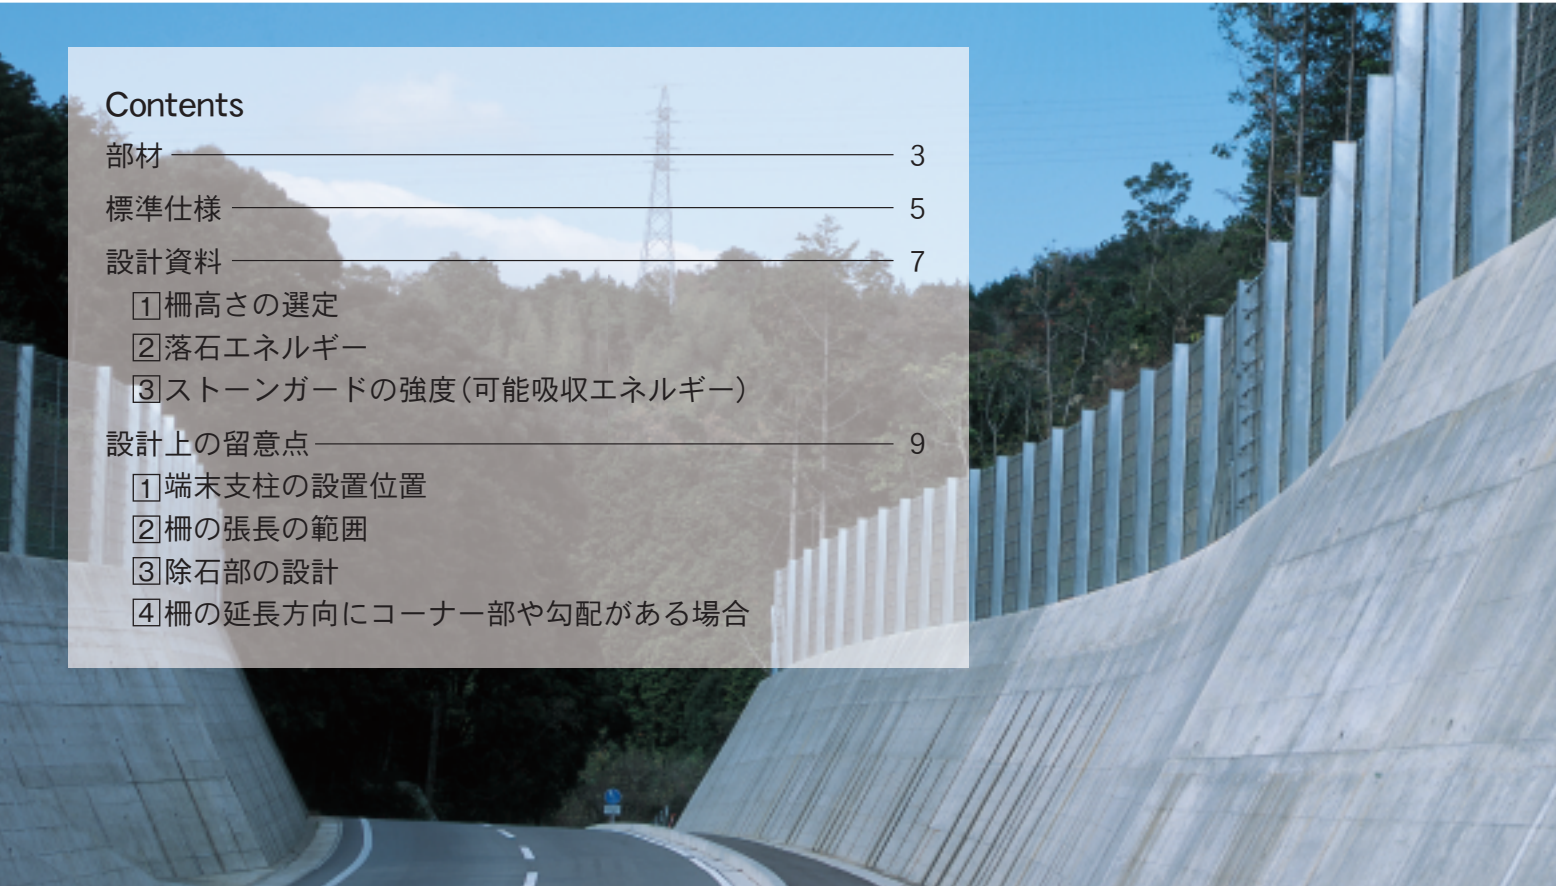 Contents
部材 3
標準仕様 5
設計資料 7
1柵高さの選定
2落石エネルギー
3ストーンガードの強度(可能吸収エネルギー)
設計上の留意点 9
1端末支柱の設置位置
2柵の張長の範囲
3除石部の設計
4柵の延長方向にコーナー部や勾配がある場合